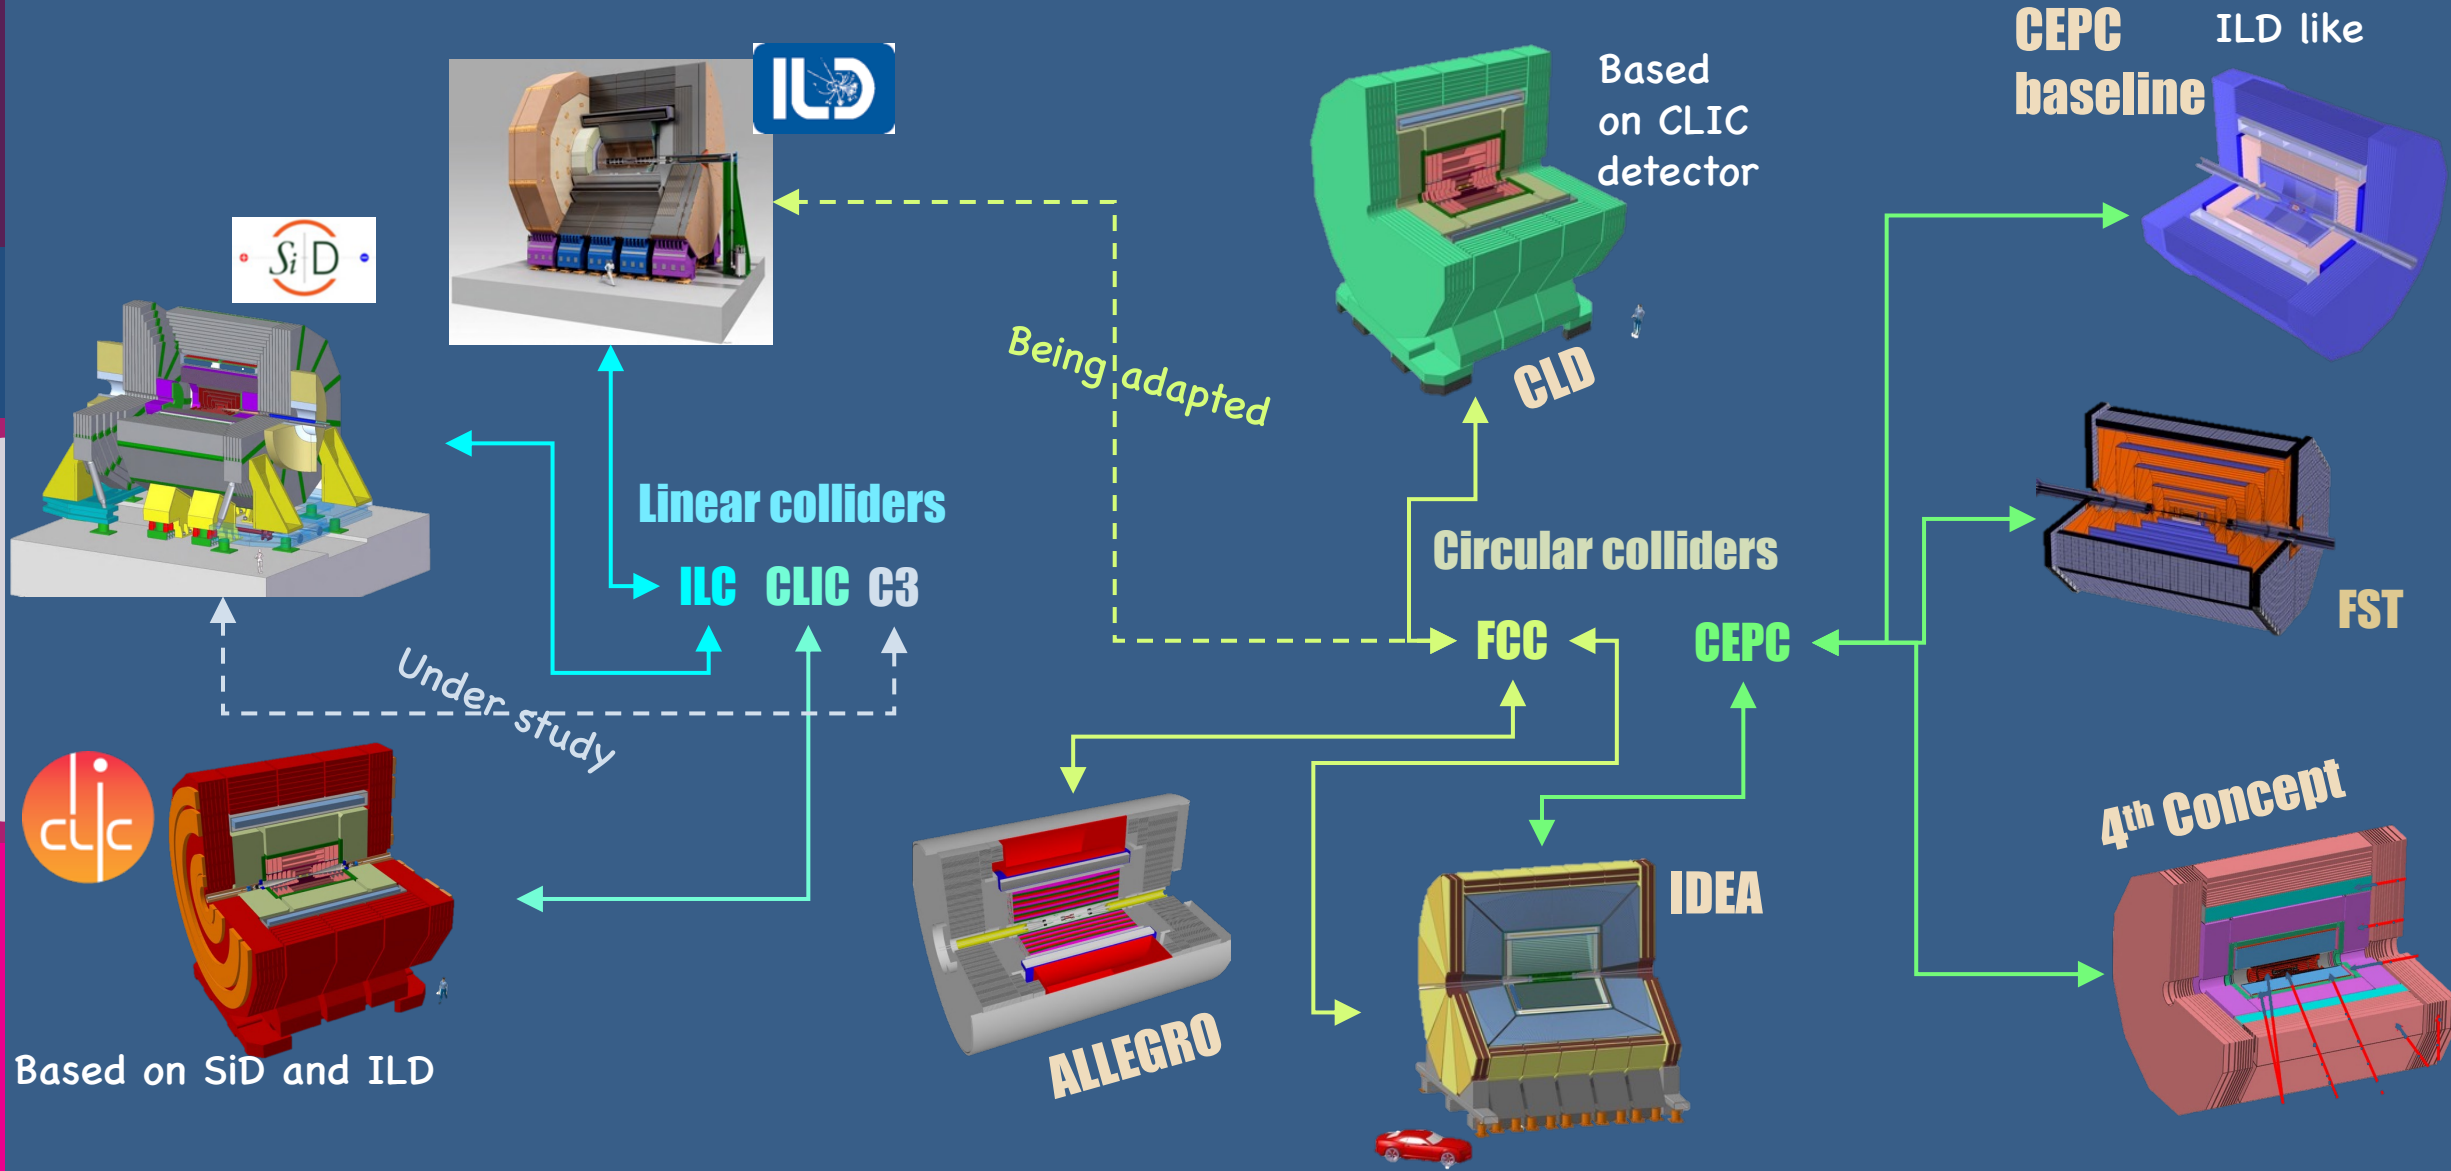 CEPC
baseline
ILD like
ILD
Based
on CLIC
detector
SiD
Being adapted
CLD
Linear colliders
ILC CLIC C3
Circular colliders
FCC CEPC
FST
Under study
clic
Based on SiD and ILD
ALLEGRO
IDEA
4th Concept